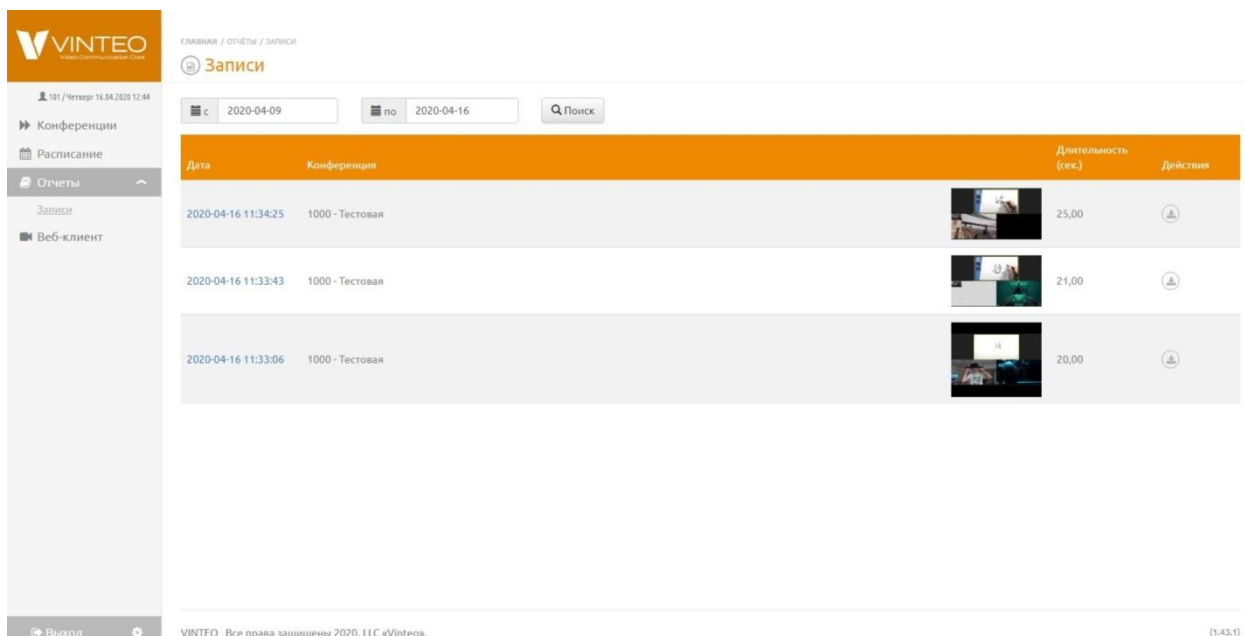 VINTEO
Video Communication Core
101 / Четверг 16.04.2020 12:44
Конференции
Расписание
Отчеты
Записи
Веб-клиент
Выход
ГЛАВНАЯ / ОТЧЁТЫ / ЗАПИСИ
Записи
с 2020-04-09 по 2020-04-16 Поиск
Дата Конференция Длительность (сек.) Действия
2020-04-16 11:34:25 1000 - Тестовая 25,00
2020-04-16 11:33:43 1000 - Тестовая 21,00
2020-04-16 11:33:06 1000 - Тестовая 20,00
VINTEO Все права защищены 2020, LLC «Vinteo». [1.43.1]